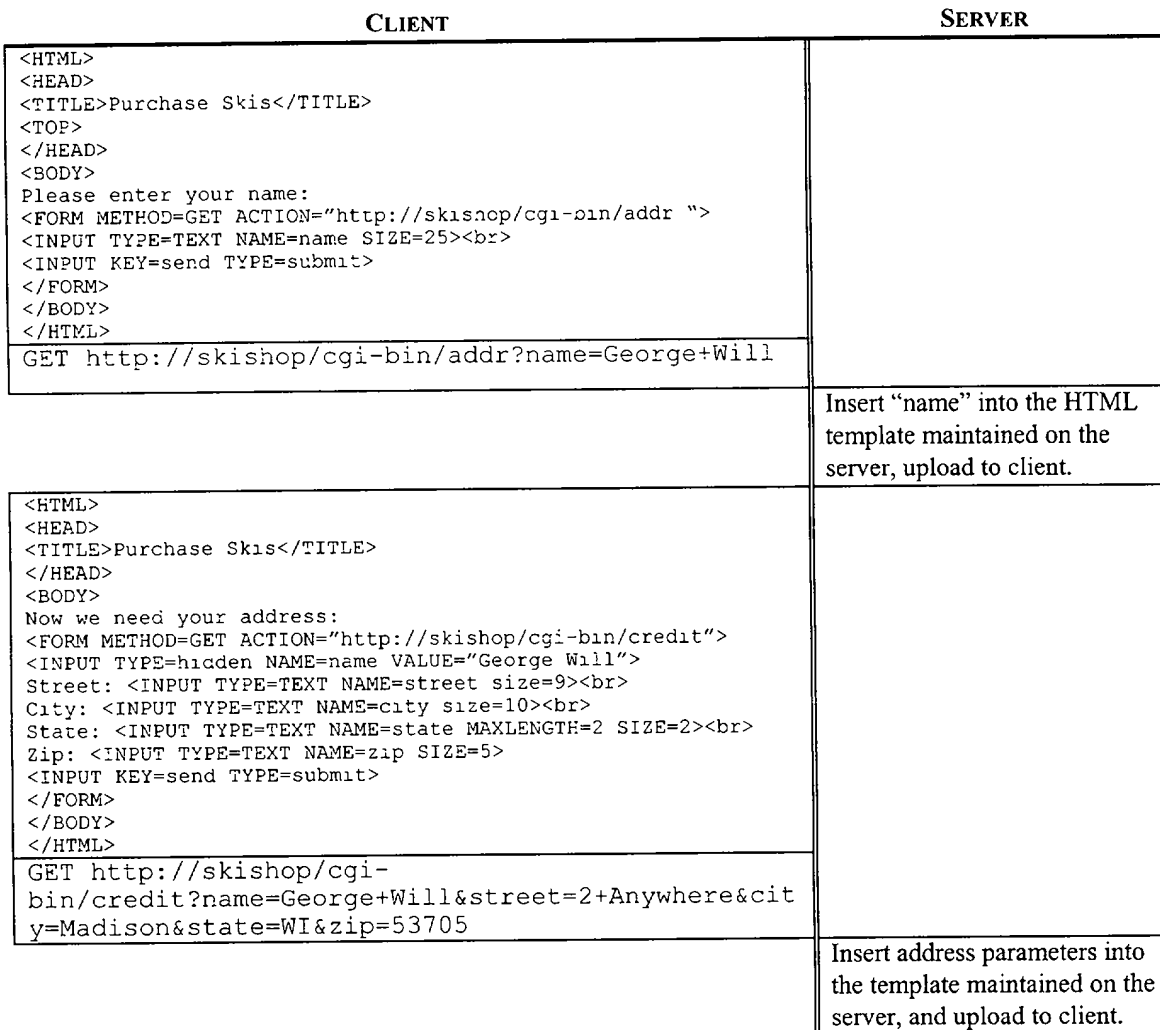 CLIENT SERVER
<HTML>
<HEAD>
<TITLE>Purchase Skis</TITLE>
<TOP>
</HEAD>
<BODY>
Please enter your name:
<FORM METHOD=GET ACTION="http://skishop/cgi-bin/addr ">
<INPUT TYPE=TEXT NAME=name SIZE=25><br>
<INPUT KEY=send TYPE=submit>
</FORM>
</BODY>
</HTML>
GET http://skishop/cgi-bin/addr?name=George+Will
Insert “name” into the HTML
template maintained on the
server, upload to client.
<HTML>
<HEAD>
<TITLE>Purchase Skis</TITLE>
</HEAD>
<BODY>
Now we need your address:
<FORM METHOD=GET ACTION="http://skishop/cgi-bin/credit">
<INPUT TYPE=hidden NAME=name VALUE="George Will">
Street: <INPUT TYPE=TEXT NAME=street size=9><br>
City: <INPUT TYPE=TEXT NAME=city size=10><br>
State: <INPUT TYPE=TEXT NAME=state MAXLENGTH=2 SIZE=2><br>
Zip: <INPUT TYPE=TEXT NAME=zip SIZE=5>
<INPUT KEY=send TYPE=submit>
</FORM>
</BODY>
</HTML>
GET http://skishop/cgi-
bin/credit?name=George+Will&street=2+Anywhere&cit
y=Madison&state=WI&zip=53705
Insert address parameters into
the template maintained on the
server, and upload to client.